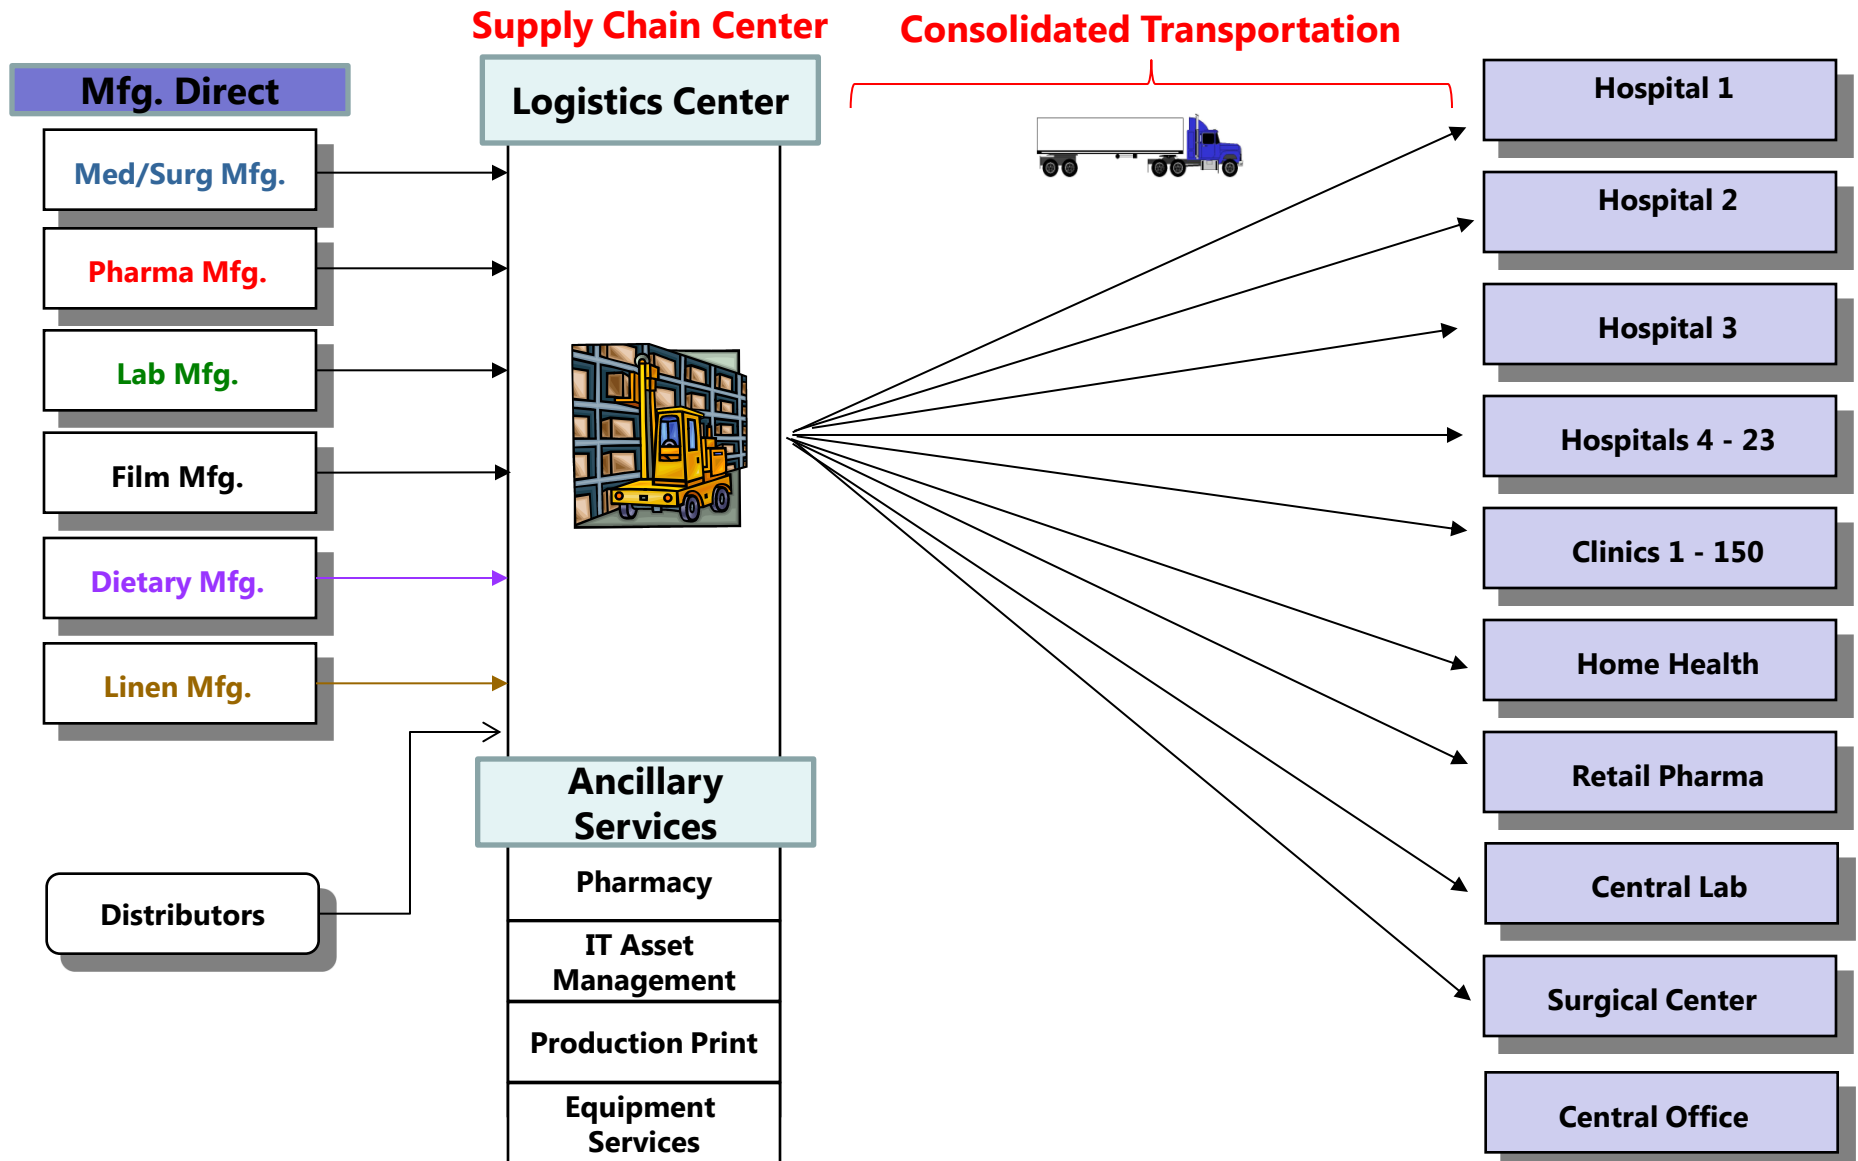 Supply Chain Center
Consolidated Transportation
Mfg. Direct
Med/Surg Mfg.
Pharma Mfg.
Lab Mfg.
Film Mfg.
Dietary Mfg.
Linen Mfg.
Distributors
Logistics Center
Ancillary
Services
Pharmacy
IT Asset
Management
Production Print
Equipment
Services
Hospital 1
Hospital 2
Hospital 3
Hospitals 4 - 23
Clinics 1 - 150
Home Health
Retail Pharma
Central Lab
Surgical Center
Central Office